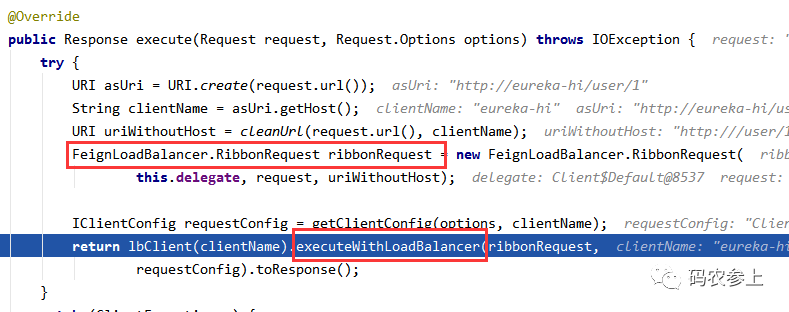 @Override
public Response execute(Request request, Request.Options options) throws IOException { request: "
try {
URI asUri = URI.create(request.url()); asUri: "http://eureka-hi/user/1"
String clientName = asUri.getHost(); clientName: "eureka-hi" asUri: "http://eureka-hi/us
URI uriWithoutHost = cleanUrl(request.url(), clientName); uriWithoutHost: "http:///user/1
FeignLoadBalancer.RibbonRequest ribbonRequest = new FeignLoadBalancer.RibbonRequest( ribb
this.delegate, request, uriWithoutHost); delegate: Client$Default@8537 request:
IClientConfig requestConfig = getClientConfig(options, clientName); requestConfig: "Clien
return lbClient(clientName).executeWithLoadBalancer(ribbonRequest, clientName: "eureka-hi
requestConfig).toResponse();
}
码农参上